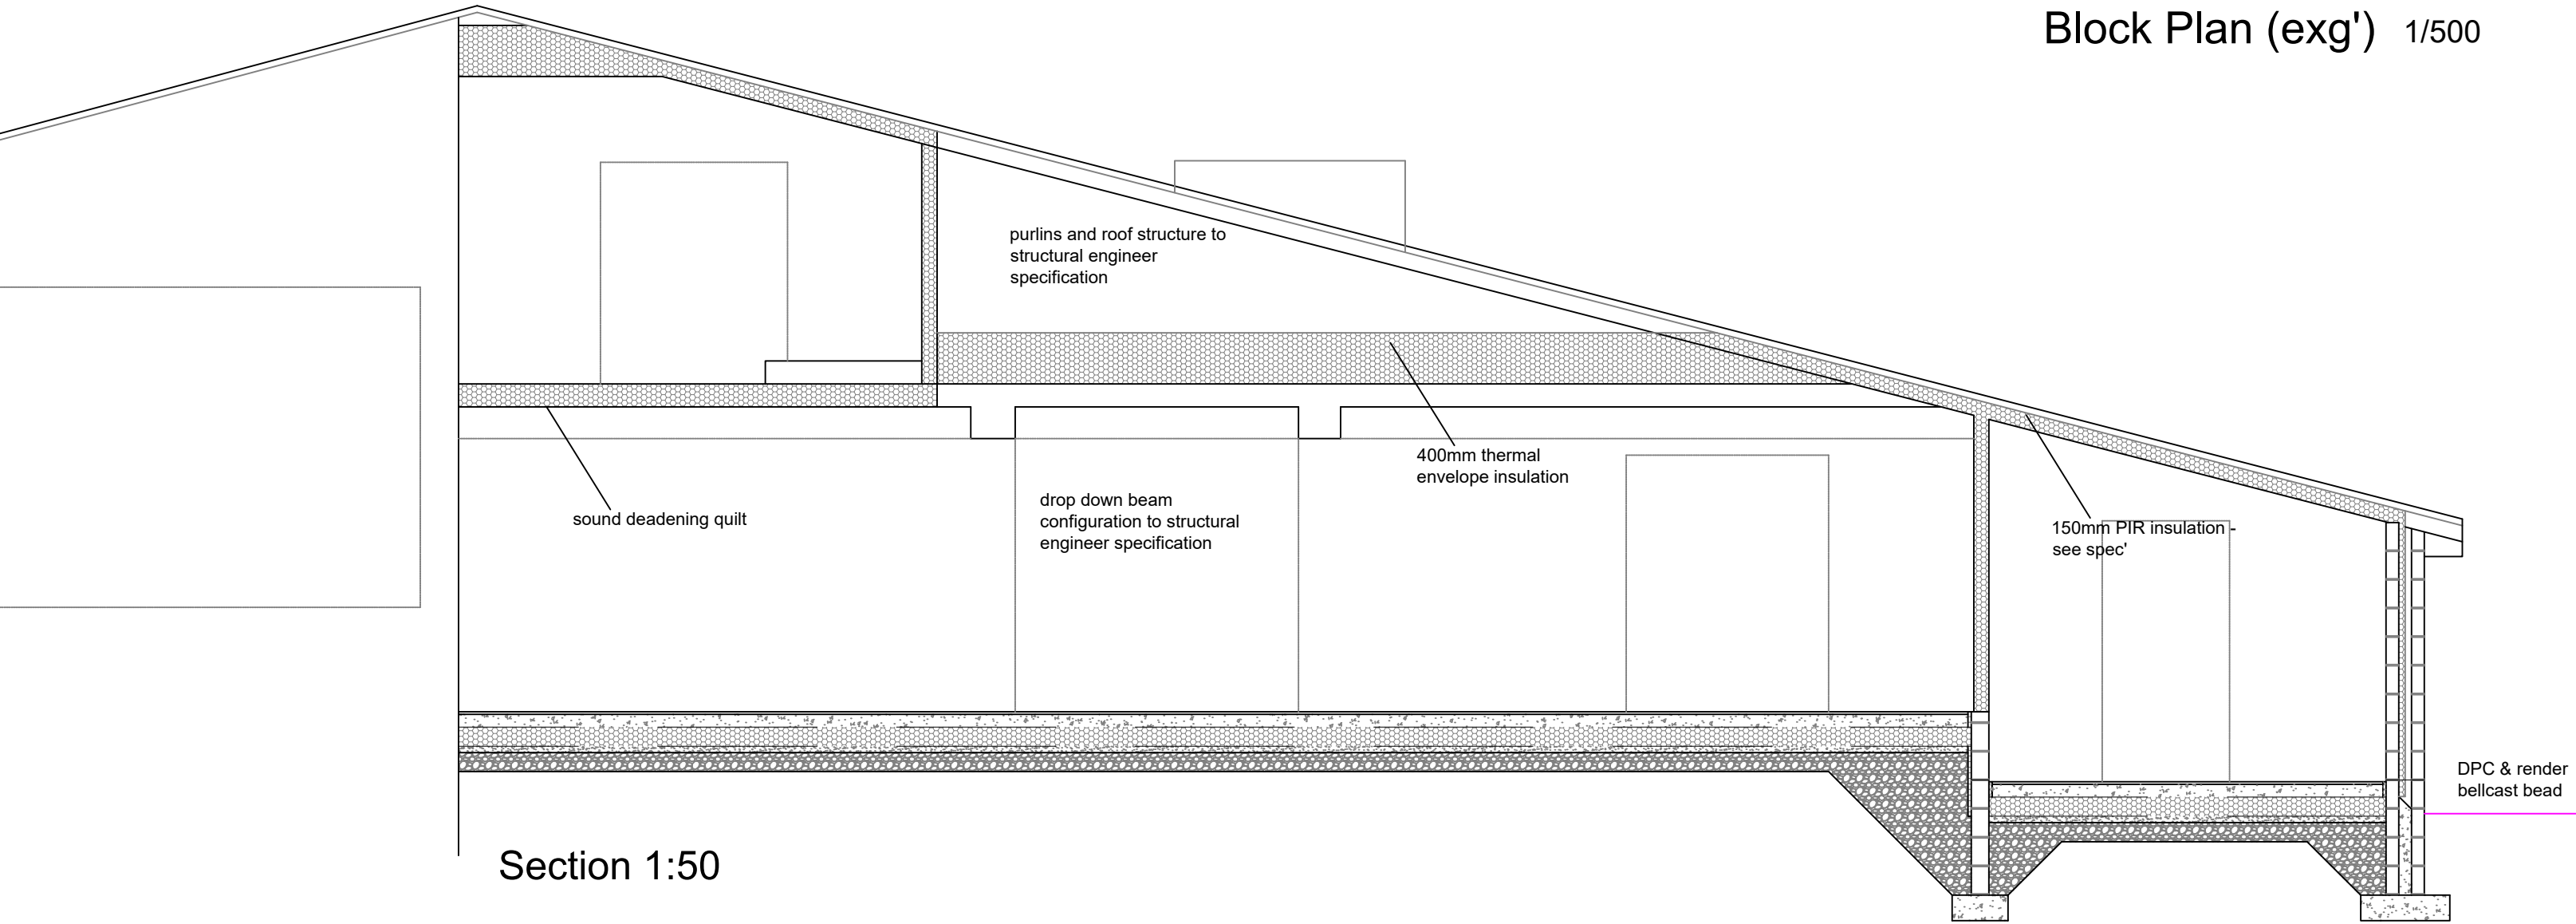 Block Plan (exg') 1/500
purlins and roof structure to
structural engineer
specification
400mm thermal
envelope insulation
drop down beam
configuration to structural
engineer specification
sound deadening quilt
150mm PIR insulation -
see spec'
DPC & render
bellcast bead
Section 1:50